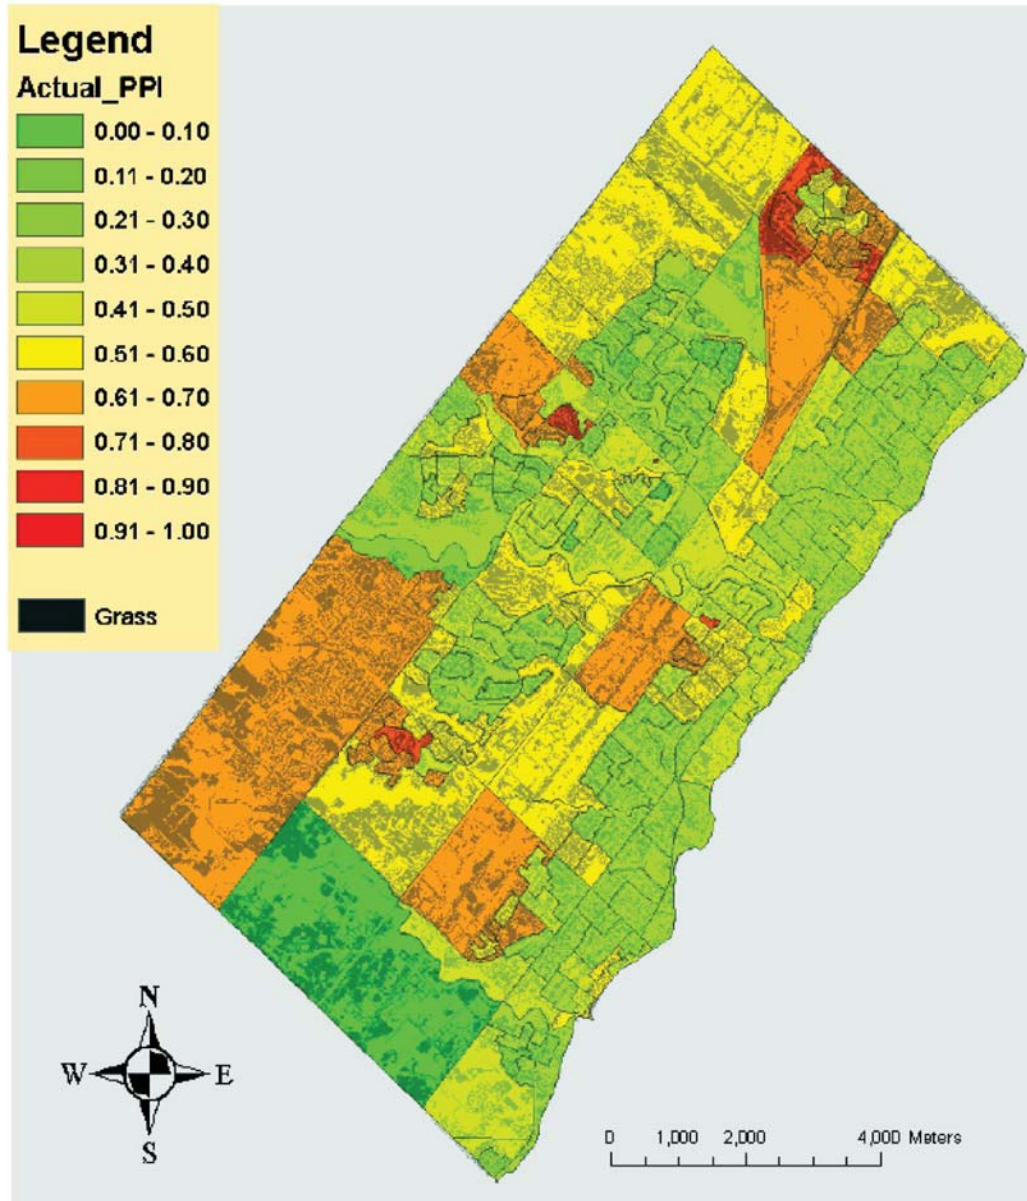 Legend
Actual_PPI
0.00 - 0.10
0.11 - 0.20
0.21 - 0.30
0.31 - 0.40
0.41 - 0.50
0.51 - 0.60
0.61 - 0.70
0.71 - 0.80
0.81 - 0.90
0.91 - 1.00
Grass
N
W E
S
0 1,000 2,000 4,000 Meters